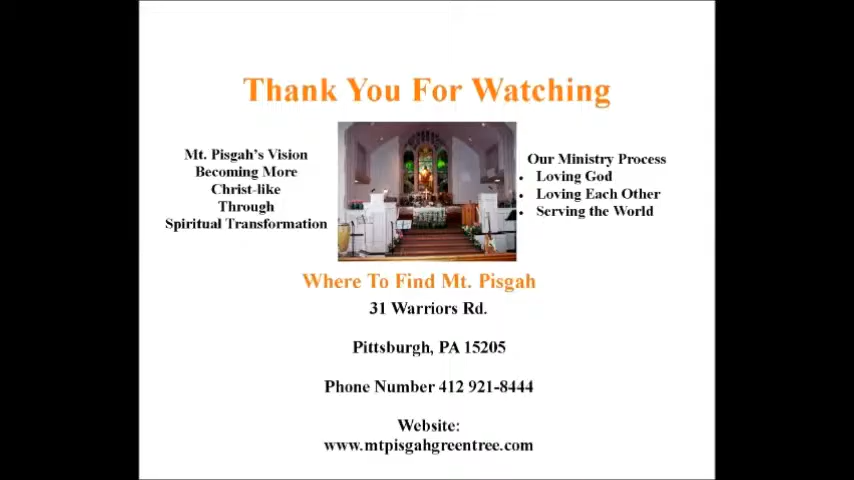 Thank You For Watching
Mt. Pisgah's Vision
Becoming More
Christ-like
Through
Spiritual Transformation
Our Ministry Process
• Loving God
• Loving Each Other
• Serving the World
Where To Find Mt. Pisgah
31 Warriors Rd.
Pittsburgh, PA 15205
Phone Number 412 921-8444
Website:
www.mtpisgahgreentree.com